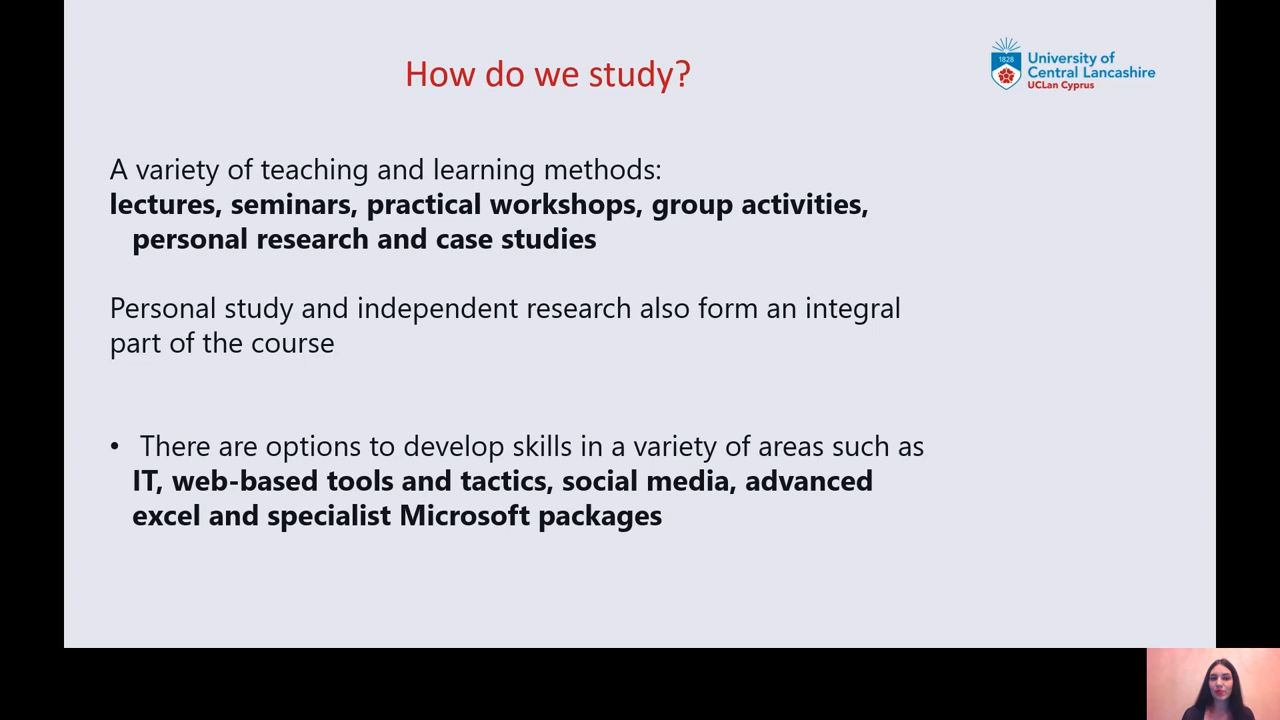 How do we study?
1828
University of
Central Lancashire
UCLan Cyprus
A variety of teaching and learning methods:
lectures, seminars, practical workshops, group activities,
personal research and case studies
Personal study and independent research also form an integral
part of the course
• There are options to develop skills in a variety of areas such as
IT, web-based tools and tactics, social media, advanced
excel and specialist Microsoft packages